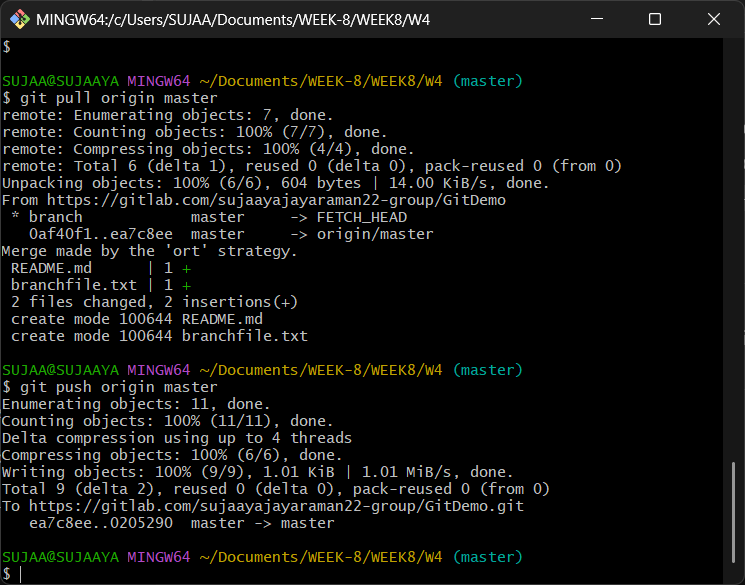 MINGW64:/c/Users/SUJAA/Documents/WEEK-8/WEEK8/W4
$
SUJAA@SUJAAYA MINGW64 ~/Documents/WEEK-8/WEEK8/W4 (master)
$ git pull origin master
remote: Enumerating objects: 7, done.
remote: Counting objects: 100% (7/7), done.
remote: Compressing objects: 100% (4/4), done.
remote: Total 6 (delta 1), reused 0 (delta 0), pack-reused 0 (from 0)
Unpacking objects: 100% (6/6), 604 bytes | 14.00 KiB/s, done.
From https://gitlab.com/sujaayajayaraman22-group/GitDemo
 * branch            master     -> FETCH_HEAD
   0af40f1..ea7c8ee  master     -> origin/master
Merge made by the 'ort' strategy.
 README.md      | 1 +
 branchfile.txt | 1 +
 2 files changed, 2 insertions(+)
 create mode 100644 README.md
 create mode 100644 branchfile.txt
SUJAA@SUJAAYA MINGW64 ~/Documents/WEEK-8/WEEK8/W4 (master)
$ git push origin master
Enumerating objects: 11, done.
Counting objects: 100% (11/11), done.
Delta compression using up to 4 threads
Compressing objects: 100% (6/6), done.
Writing objects: 100% (9/9), 1.01 KiB | 1.01 MiB/s, done.
Total 9 (delta 2), reused 0 (delta 0), pack-reused 0 (from 0)
To https://gitlab.com/sujaayajayaraman22-group/GitDemo.git
   ea7c8ee..0205290  master -> master
SUJAA@SUJAAYA MINGW64 ~/Documents/WEEK-8/WEEK8/W4 (master)
$